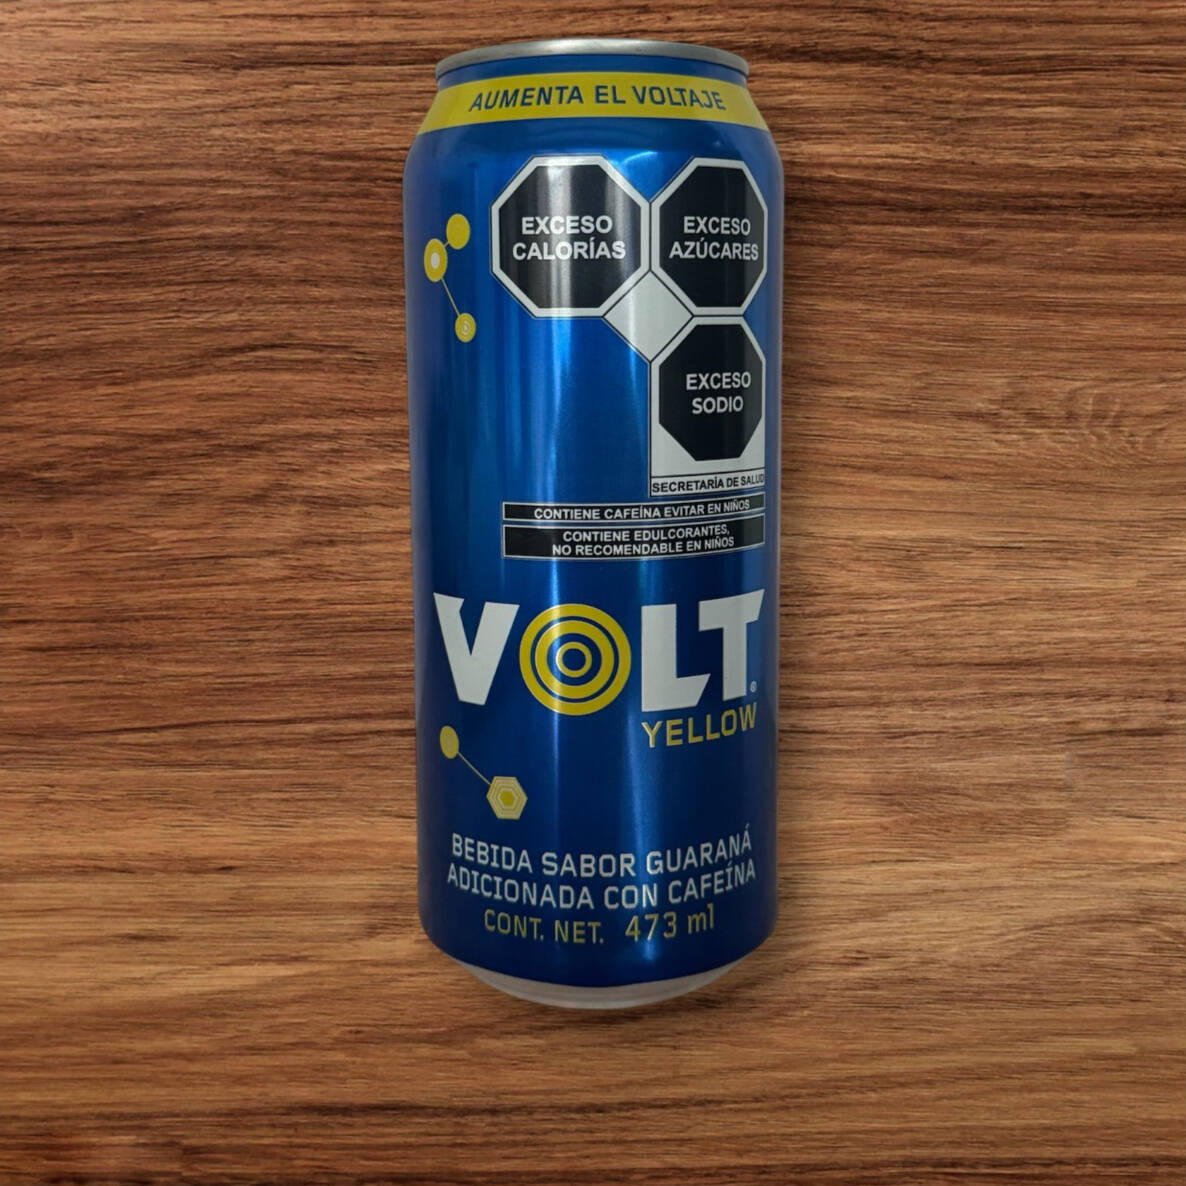 AUMENTA EL VOLTAJE
EXCESO
CALORÍAS
EXCESO
AZÚCARES
EXCESO
SODIO
SECRETARÍA DE SALUD
CONTIENE CAFEÍNA EVITAR EN NIÑOS
CONTIENE EDULCORANTES,
NO RECOMENDABLE EN NIÑOS
VOLT®
YELLOW
BEBIDA SABOR GUARANÁ
ADICIONADA CON CAFEÍNA
CONT. NET. 473 ml